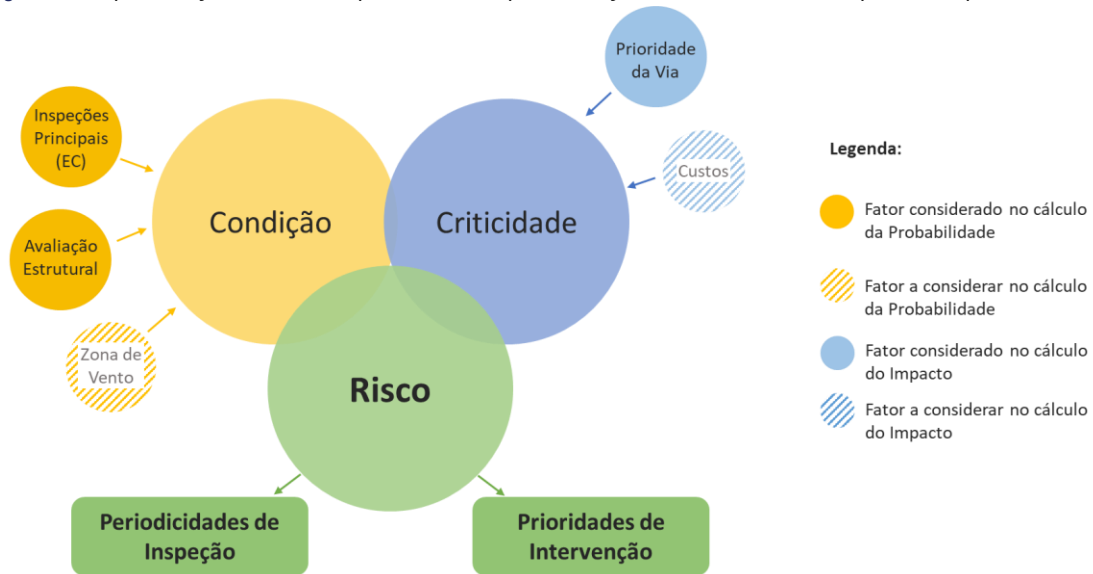 Prioridade
da Via
Inspeções
Principais
(EC)
Custos
Condição
Criticidade
Avaliação
Estrutural
Zona de
Vento
Risco
Periodicidades de
Inspeção
Prioridades de
Intervenção
Legenda:
Fator considerado no cálculo
da Probabilidade
Fator a considerar no cálculo
da Probabilidade
Fator considerado no cálculo
do Impacto
Fator a considerar no cálculo
do Impacto